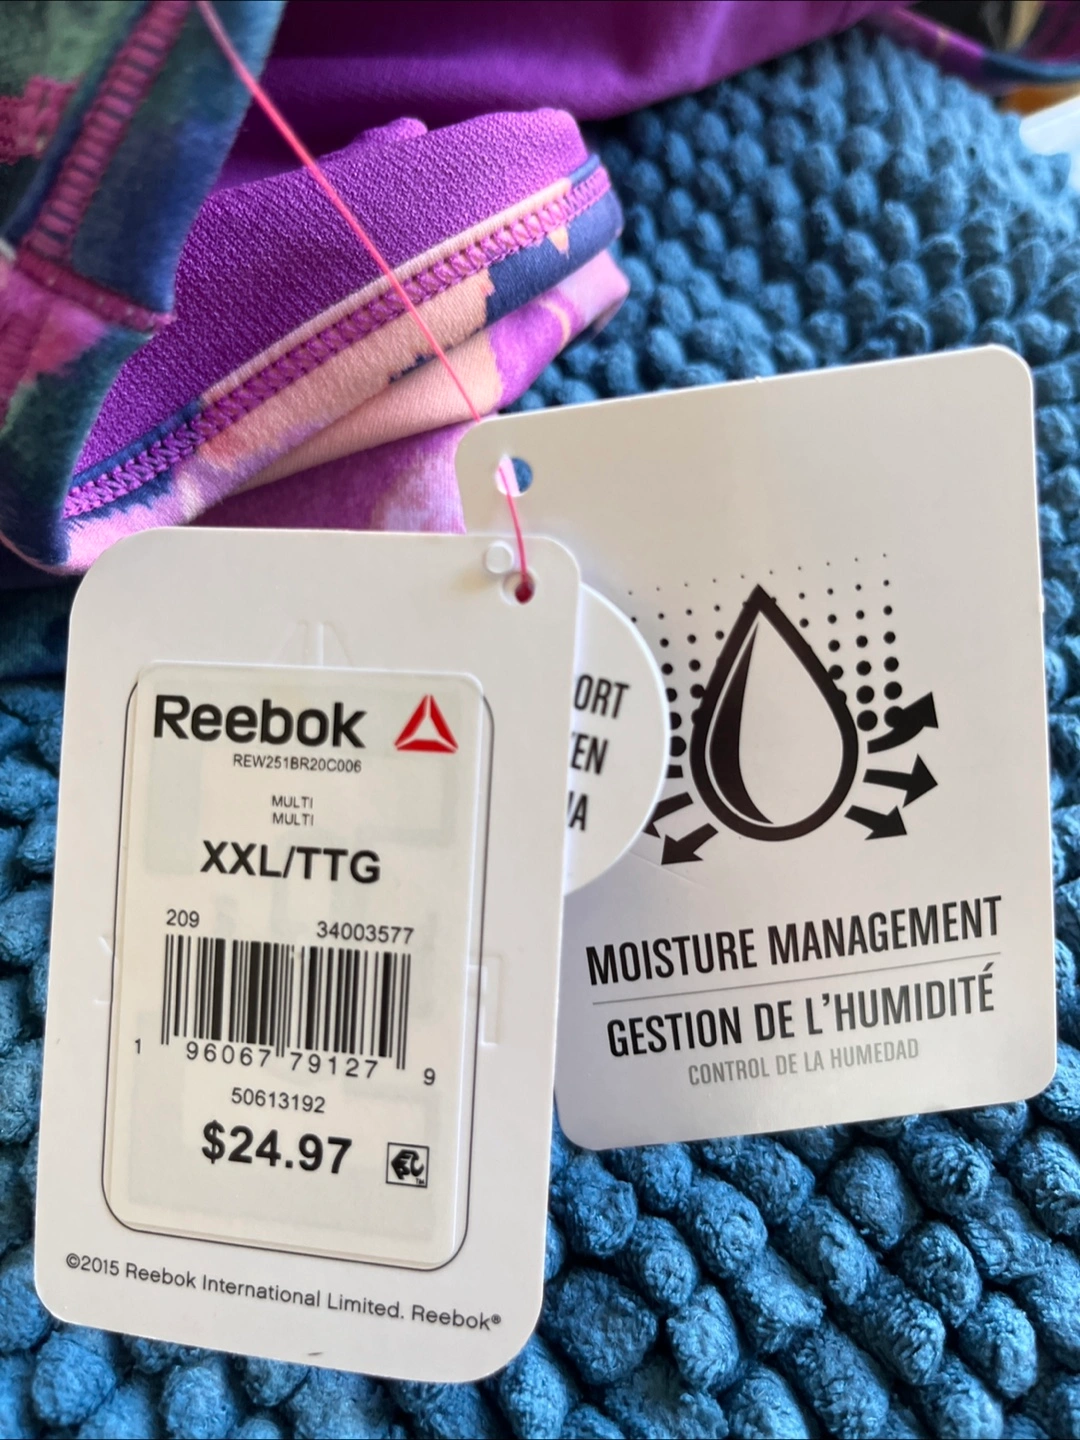 Reebok
REW251BR20C006
MULTI
MULTI
XXL/TTG
209 34003577
1 96067 79127 9
50613192
$24.97
©2015 Reebok International Limited. Reebok®
MOISTURE MANAGEMENT
GESTION DE L'HUMIDITÉ
CONTROL DE LA HUMEDAD